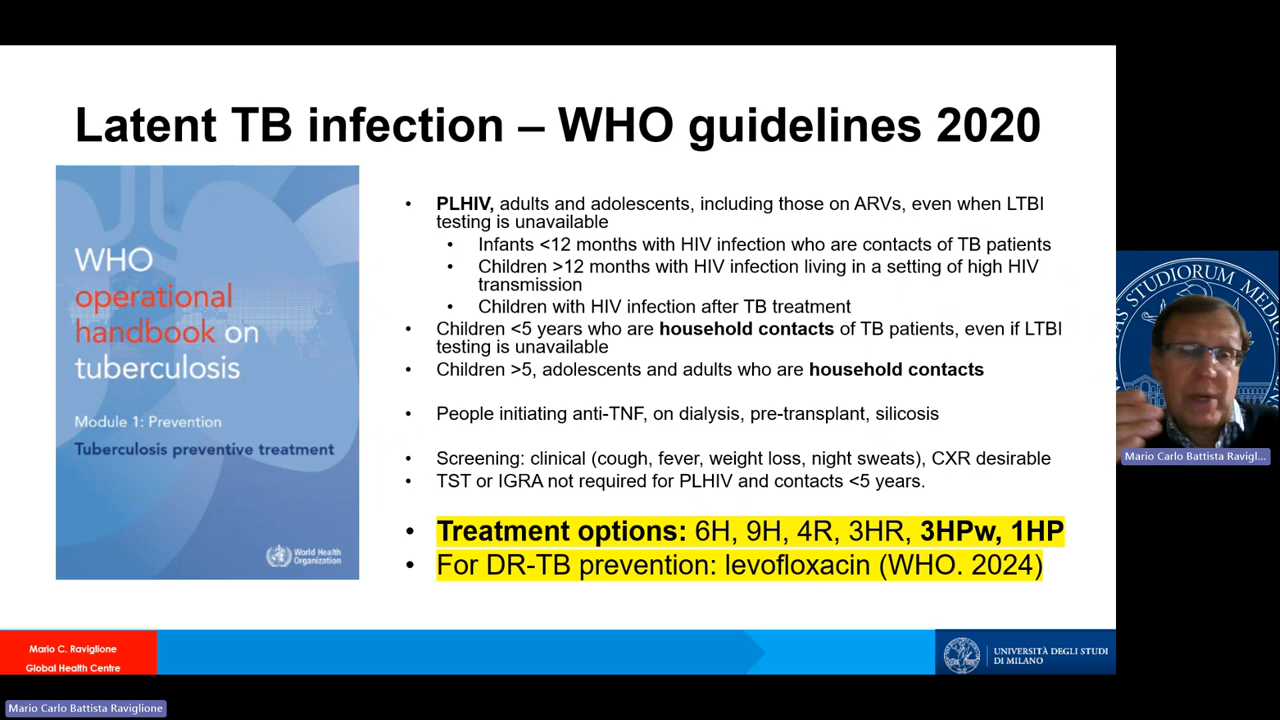 Latent TB infection – WHO guidelines 2020
WHO
operational
handbook on
tuberculosis
Module 1: Prevention
Tuberculosis preventive treatment
World Health
Organization
• PLHIV, adults and adolescents, including those on ARVs, even when LTBI
testing is unavailable
• Infants <12 months with HIV infection who are contacts of TB patients
• Children >12 months with HIV infection living in a setting of high HIV
transmission
• Children with HIV infection after TB treatment
• Children <5 years who are household contacts of TB patients, even if LTBI
testing is unavailable
• Children >5, adolescents and adults who are household contacts
• People initiating anti-TNF, on dialysis, pre-transplant, silicosis
• Screening: clinical (cough, fever, weight loss, night sweats), CXR desirable
• TST or IGRA not required for PLHIV and contacts <5 years.
• Treatment options: 6H, 9H, 4R, 3HR, 3HPw, 1HP
• For DR-TB prevention: levofloxacin (WHO. 2024)
STUDIORUM
Mario Carlo Battista Ravigl...
Mario C. Raviglione
Global Health Centre
UNIVERSITÀ DEGLI STUDI
DI MILANO
Mario Carlo Battista Raviglione